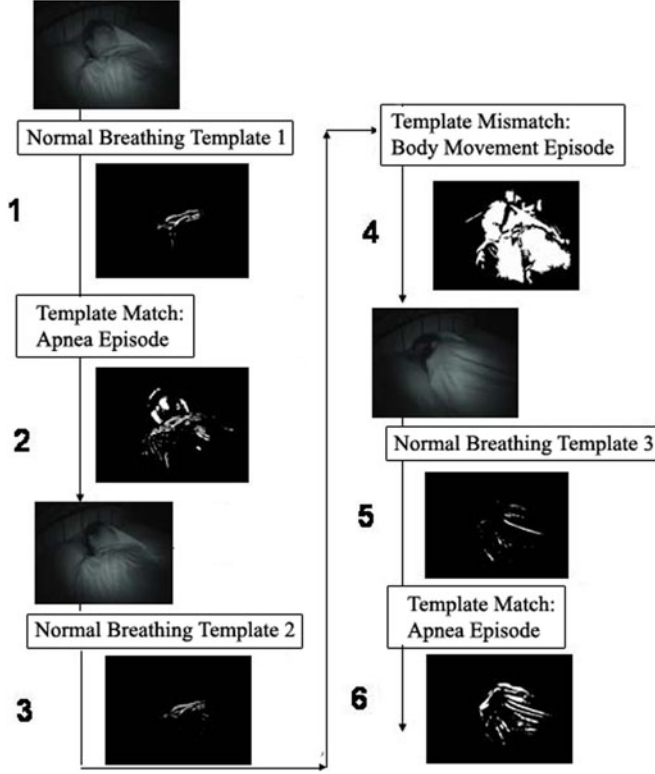 Normal Breathing Template 1
1
Template Match:
Apnea Episode
2
Normal Breathing Template 2
3
Template Mismatch:
Body Movement Episode
4
Normal Breathing Template 3
5
Template Match:
Apnea Episode
6